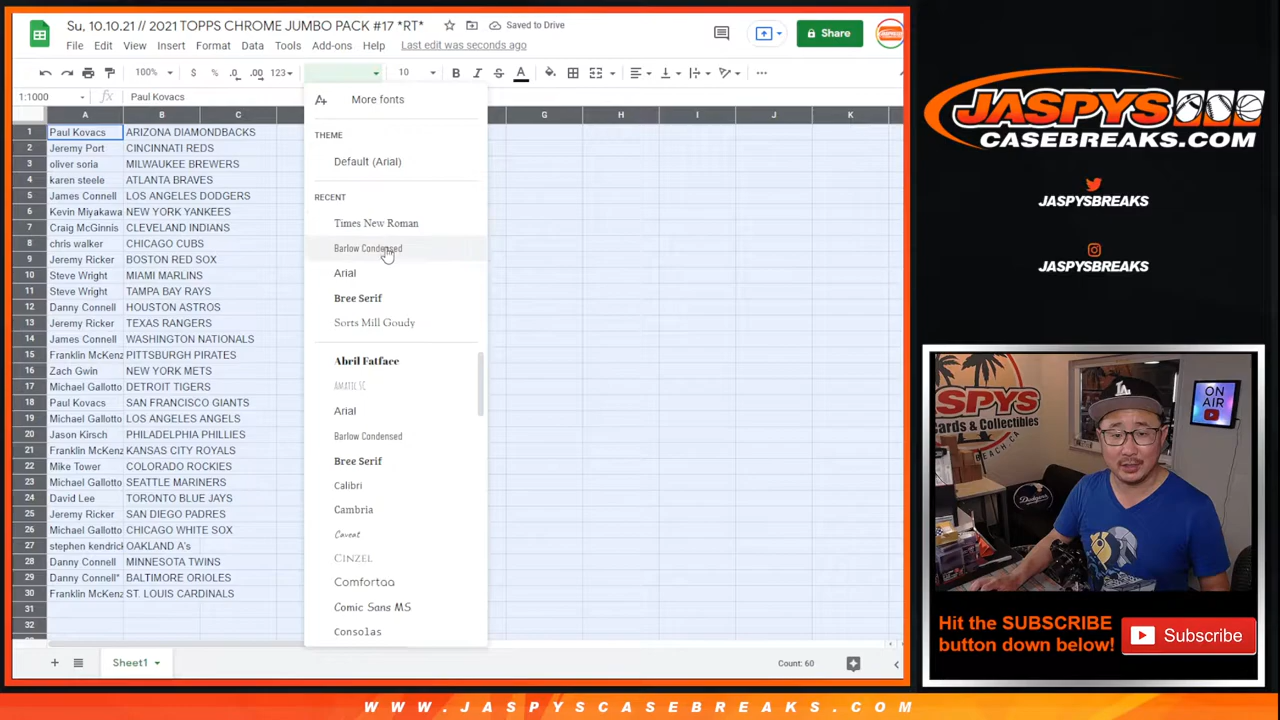 Su, 10.10.21 // 2021 TOPPS CHROME JUMBO PACK #17 *RT*
Saved to Drive
File Edit View Insert Format Data Tools Add-ons Help Last edit was seconds ago
Share
100% $ % .0 .00 123 10 B I S A
1:1000 fx Paul Kovacs
A B C G H I J K
1 Paul Kovacs ARIZONA DIAMONDBACKS
2 Jeremy Port CINCINNATI REDS
3 oliver soria MILWAUKEE BREWERS
4 karen steele ATLANTA BRAVES
5 James Connell LOS ANGELES DODGERS
6 Kevin Miyakawa NEW YORK YANKEES
7 Craig McGinnis CLEVELAND INDIANS
8 chris walker CHICAGO CUBS
9 Jeremy Ricker BOSTON RED SOX
10 Steve Wright MIAMI MARLINS
11 Steve Wright TAMPA BAY RAYS
12 Danny Connell HOUSTON ASTROS
13 Jeremy Ricker TEXAS RANGERS
14 James Connell WASHINGTON NATIONALS
15 Franklin McKenz PITTSBURGH PIRATES
16 Zach Gwin NEW YORK METS
17 Michael Gallotto DETROIT TIGERS
18 Paul Kovacs SAN FRANCISCO GIANTS
19 Michael Gallotto LOS ANGELES ANGELS
20 Jason Kirsch PHILADELPHIA PHILLIES
21 Franklin McKenz KANSAS CITY ROYALS
22 Mike Tower COLORADO ROCKIES
23 Michael Gallotto SEATTLE MARINERS
24 David Lee TORONTO BLUE JAYS
25 Jeremy Ricker SAN DIEGO PADRES
26 Michael Gallotto CHICAGO WHITE SOX
27 stephen kendrick OAKLAND A's
28 Danny Connell MINNESOTA TWINS
29 Danny Connell* BALTIMORE ORIOLES
30 Franklin McKenz ST. LOUIS CARDINALS
31
32
More fonts
THEME
Default (Arial)
RECENT
Times New Roman
Barlow Condensed
Arial
Bree Serif
Sorts Mill Goudy
Abril Fatface
AMATIC SC
Arial
Barlow Condensed
Bree Serif
Calibri
Cambria
Caveat
CINZEL
Comfortaa
Comic Sans MS
Consolas
Sheet1
Count: 60
JASPYS
CASEBREAKS.COM
JASPYSBREAKS
JASPYSBREAKS
JASPYS
Cards & Collectibles
BEACH CA
Dodgers
LA
ON
AIR
Hit the SUBSCRIBE
button down below!
Subscribe
WWW.JASPYSCASEBREAKS.COM